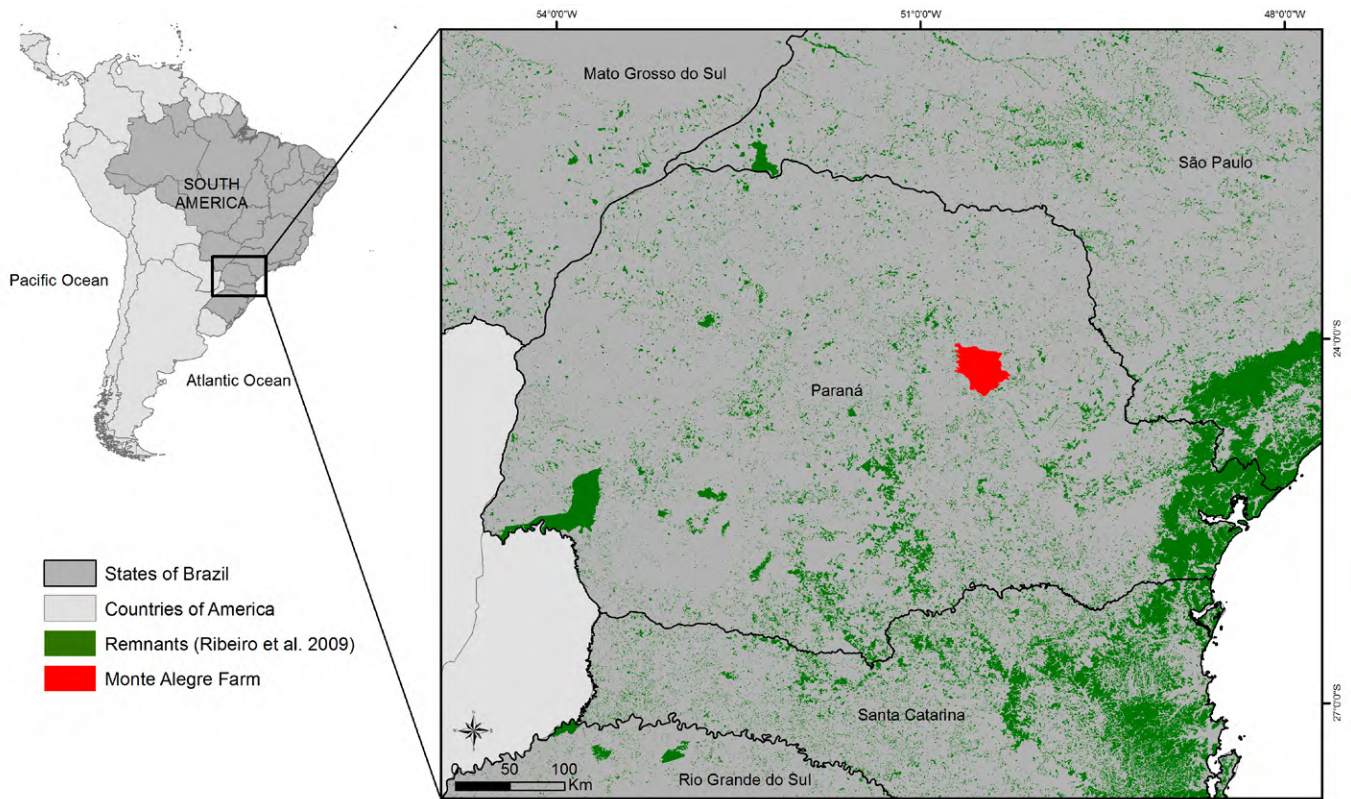 54°0'0"W
51°0'0"W
48°0'0"W
Mato Grosso do Sul
São Paulo
SOUTH
AMERICA
Pacific Ocean
Atlantic Ocean
24°0'0"S
Paraná
States of Brazil
Countries of America
Remnants (Ribeiro et al. 2009)
Monte Alegre Farm
27°0'0"S
Santa Catarina
Rio Grande do Sul
0 50 100
Km